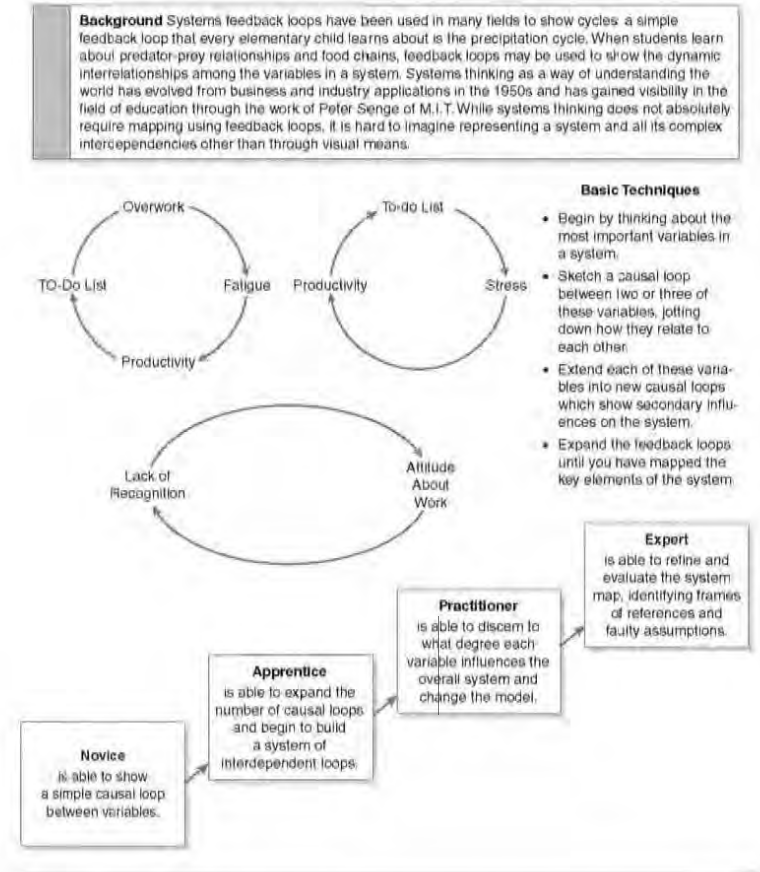 Background Systems feedback loops have been used in many fields to show cycles: a simple
feedback loop that every elementary child learns about is the precipitation cycle. When students learn
about predator-prey relationships and food chains, feedback loops may be used to show the dynamic
interrelationships among the variables in a system. Systems thinking as a way of understanding the
world has evolved from business and industry applications in the 1950s and has gained visibility in the
field of education through the work of Peter Senge of M.I.T. While systems thinking does not absolutely
require mapping using feedback loops, it is hard to imagine representing a system and all its complex
interdependencies other than through visual means.
Overwork
TO-Do List
Fatigue
Productivity
To-do List
Productivity
Stress
Lack of
Recognition
Attitude
About
Work
Basic Techniques
• Begin by thinking about the
most important variables in
a system.
• Sketch a causal loop
between two or three of
these variables, jotting
down how they relate to
each other.
• Extend each of these varia-
bles into new causal loops
which show secondary influ-
ences on the system.
• Expand the feedback loops
until you have mapped the
key elements of the system
Novice
is able to show
a simple causal loop
between variables.
Apprentice
is able to expand the
number of causal loops
and begin to build
a system of
interdependent loops.
Practitioner
is able to discern to
what degree each
variable influences the
overall system and
change the model.
Expert
is able to refine and
evaluate the system
map, identifying frames
of references and
faulty assumptions.